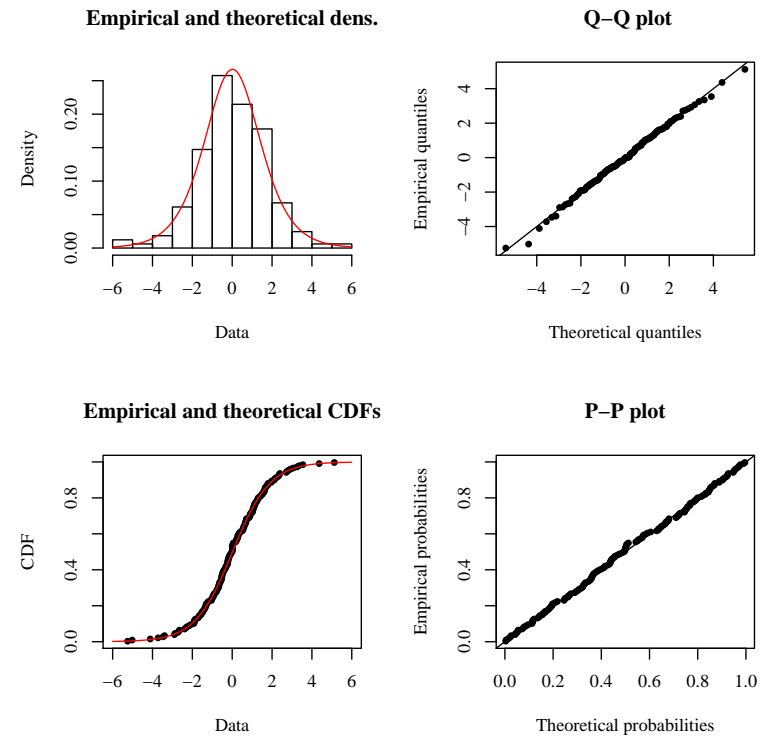 Empirical and theoretical dens.
Density
0.00 0.10 0.20
−6 −4 −2 0 2 4 6
Data
Q−Q plot
Empirical quantiles
−4 −2 0 2 4
−4 −2 0 2 4
Theoretical quantiles
Empirical and theoretical CDFs
CDF
0.0 0.4 0.8
−6 −4 −2 0 2 4 6
Data
P−P plot
Empirical probabilities
0.0 0.4 0.8
0.0 0.2 0.4 0.6 0.8 1.0
Theoretical probabilities